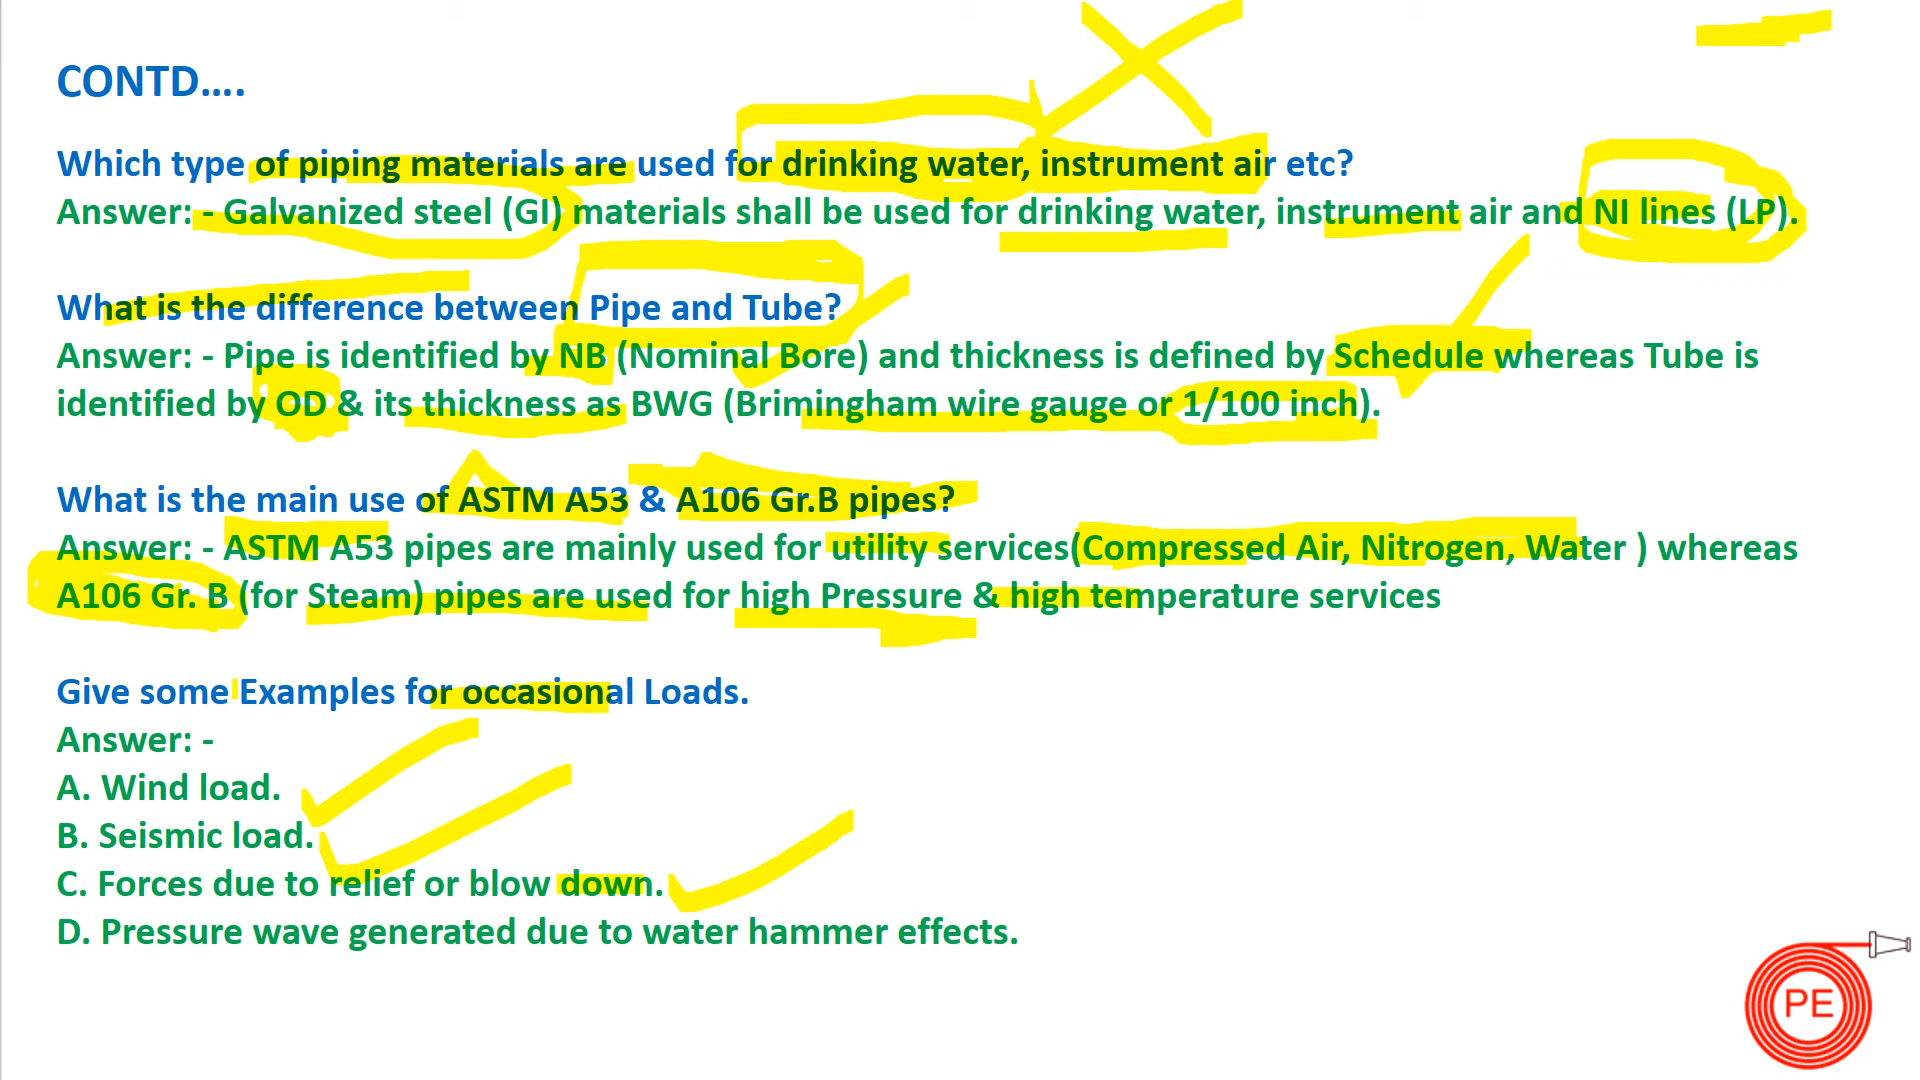 CONTD....
Which type of piping materials are used for drinking water, instrument air etc?
Answer: - Galvanized steel (GI) materials shall be used for drinking water, instrument air and NI lines (LP).
What is the difference between Pipe and Tube?
Answer: - Pipe is identified by NB (Nominal Bore) and thickness is defined by Schedule whereas Tube is
identified by OD & its thickness as BWG (Brimingham wire gauge or 1/100 inch).
What is the main use of ASTM A53 & A106 Gr.B pipes?
Answer: - ASTM A53 pipes are mainly used for utility services(Compressed Air, Nitrogen, Water ) whereas
A106 Gr. B (for Steam) pipes are used for high Pressure & high temperature services
Give some Examples for occasional Loads.
Answer: -
A. Wind load.
B. Seismic load.
C. Forces due to relief or blow down.
D. Pressure wave generated due to water hammer effects.
PE